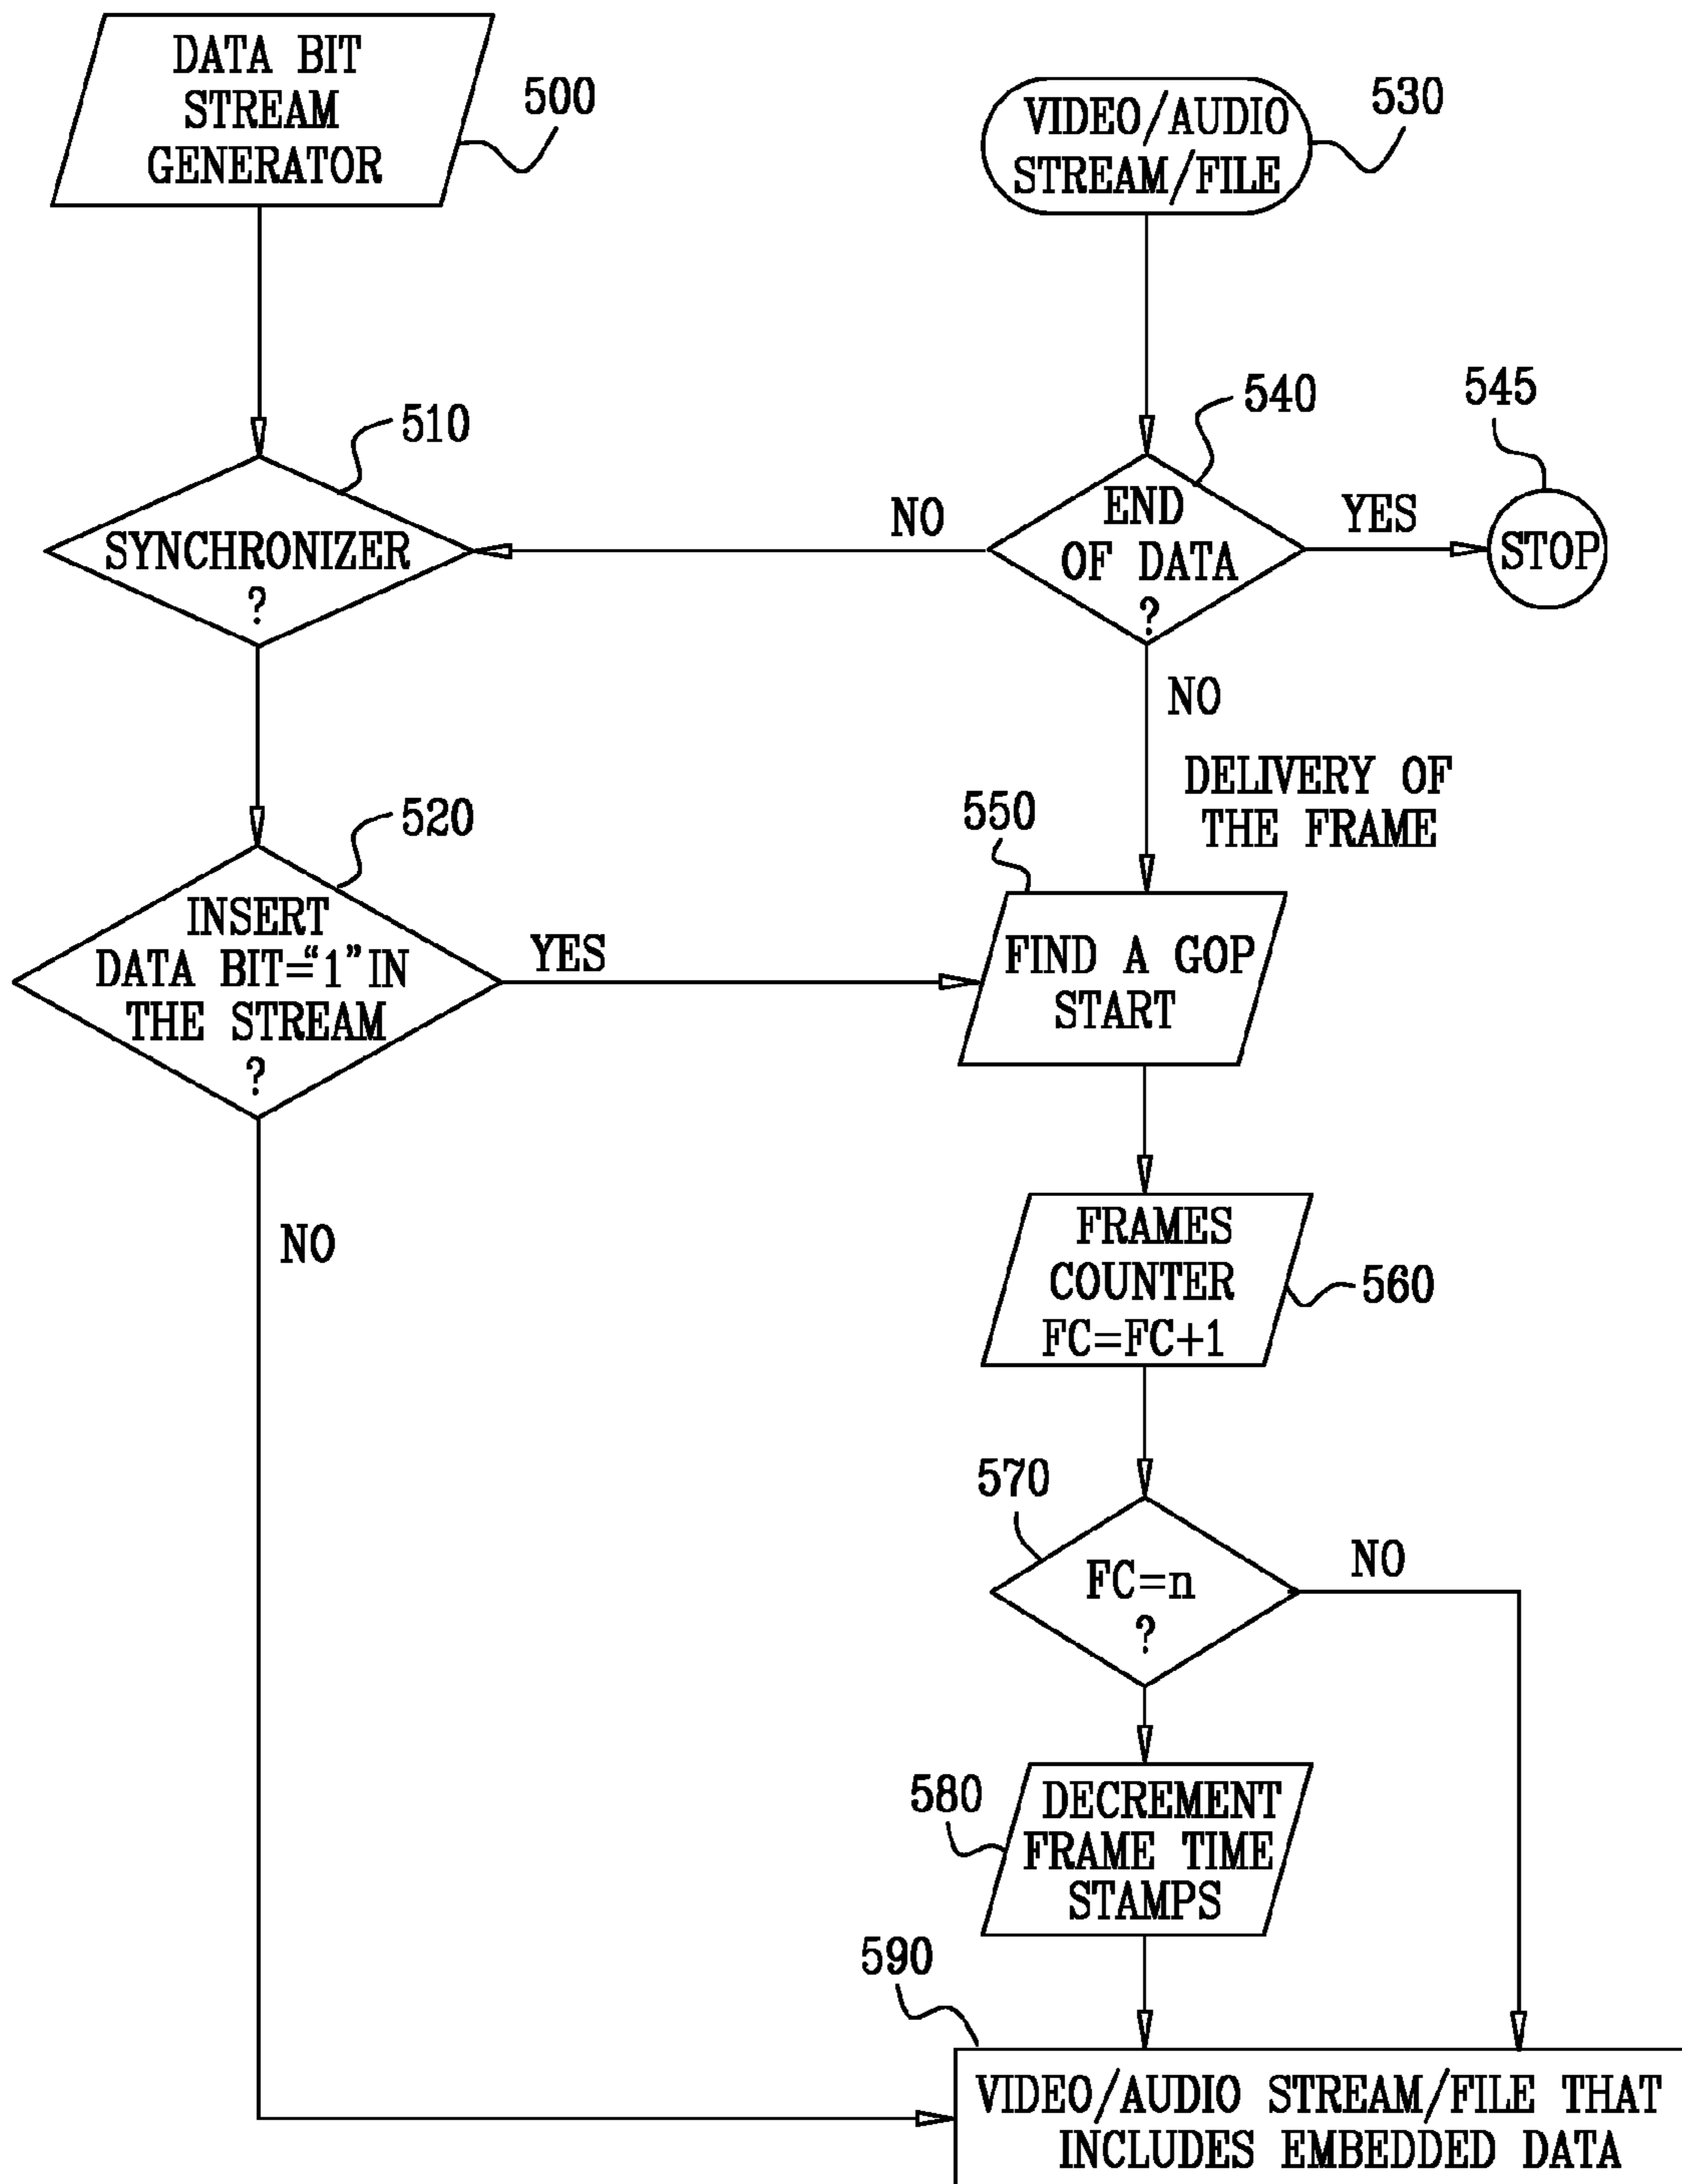 DATA BIT
STREAM
GENERATOR
500
VIDEO/AUDIO
STREAM/FILE
530
510
SYNCHRONIZER
?
NO
540
END
OF DATA
?
YES
545
STOP
NO
DELIVERY OF
THE FRAME
520
INSERT
DATA BIT=“1”IN
THE STREAM
?
YES
NO
550
FIND A GOP
START
FRAMES
COUNTER
FC=FC+1
560
570
FC=n
?
NO
580
DECREMENT
FRAME TIME
STAMPS
590
VIDEO/AUDIO STREAM/FILE THAT
INCLUDES EMBEDDED DATA